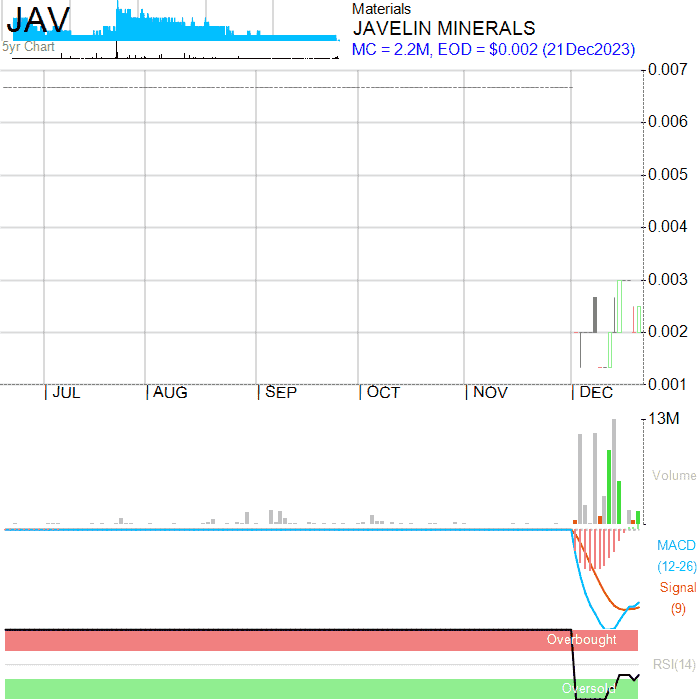 JAV
5yr Chart
Materials
JAVELIN MINERALS
MC = 2.2M, EOD = $0.002 (21Dec2023)
0.007
0.006
0.005
0.004
0.003
0.002
0.001
JUL AUG SEP OCT NOV DEC
13M
Volume
MACD
(12-26)
Signal
(9)
Overbought
RSI(14)
Oversold